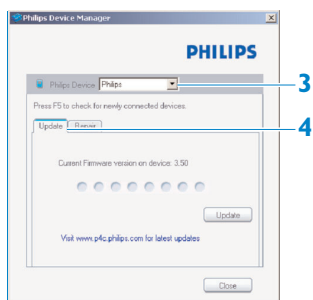 Philips Device Manager
PHILIPS
Philips Device Philips
3
Press F5 to check for newly connected devices.
Update Repair
4
Current Firmware version on device: 3.50
Update
Visit www.p4c.philips.com for latest updates
Close